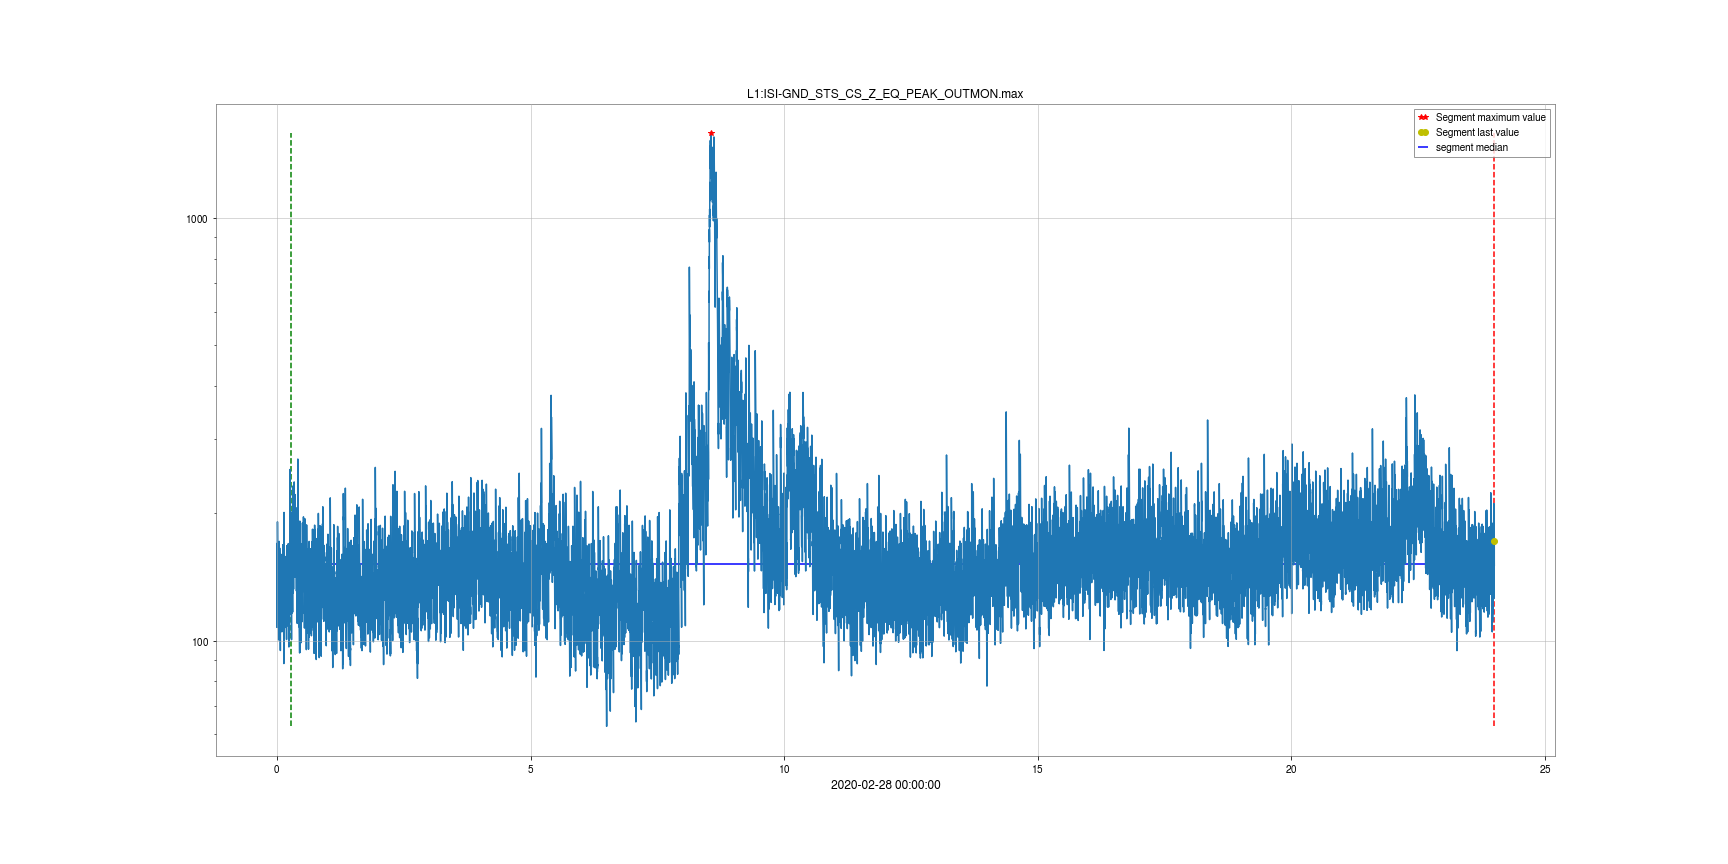 L1:ISI-GND_STS_CS_Z_EQ_PEAK_OUTMON.max
Segment maximum value
Segment last value
segment median
1000
100
0 5 10 15 20 25
2020-02-28 00:00:00